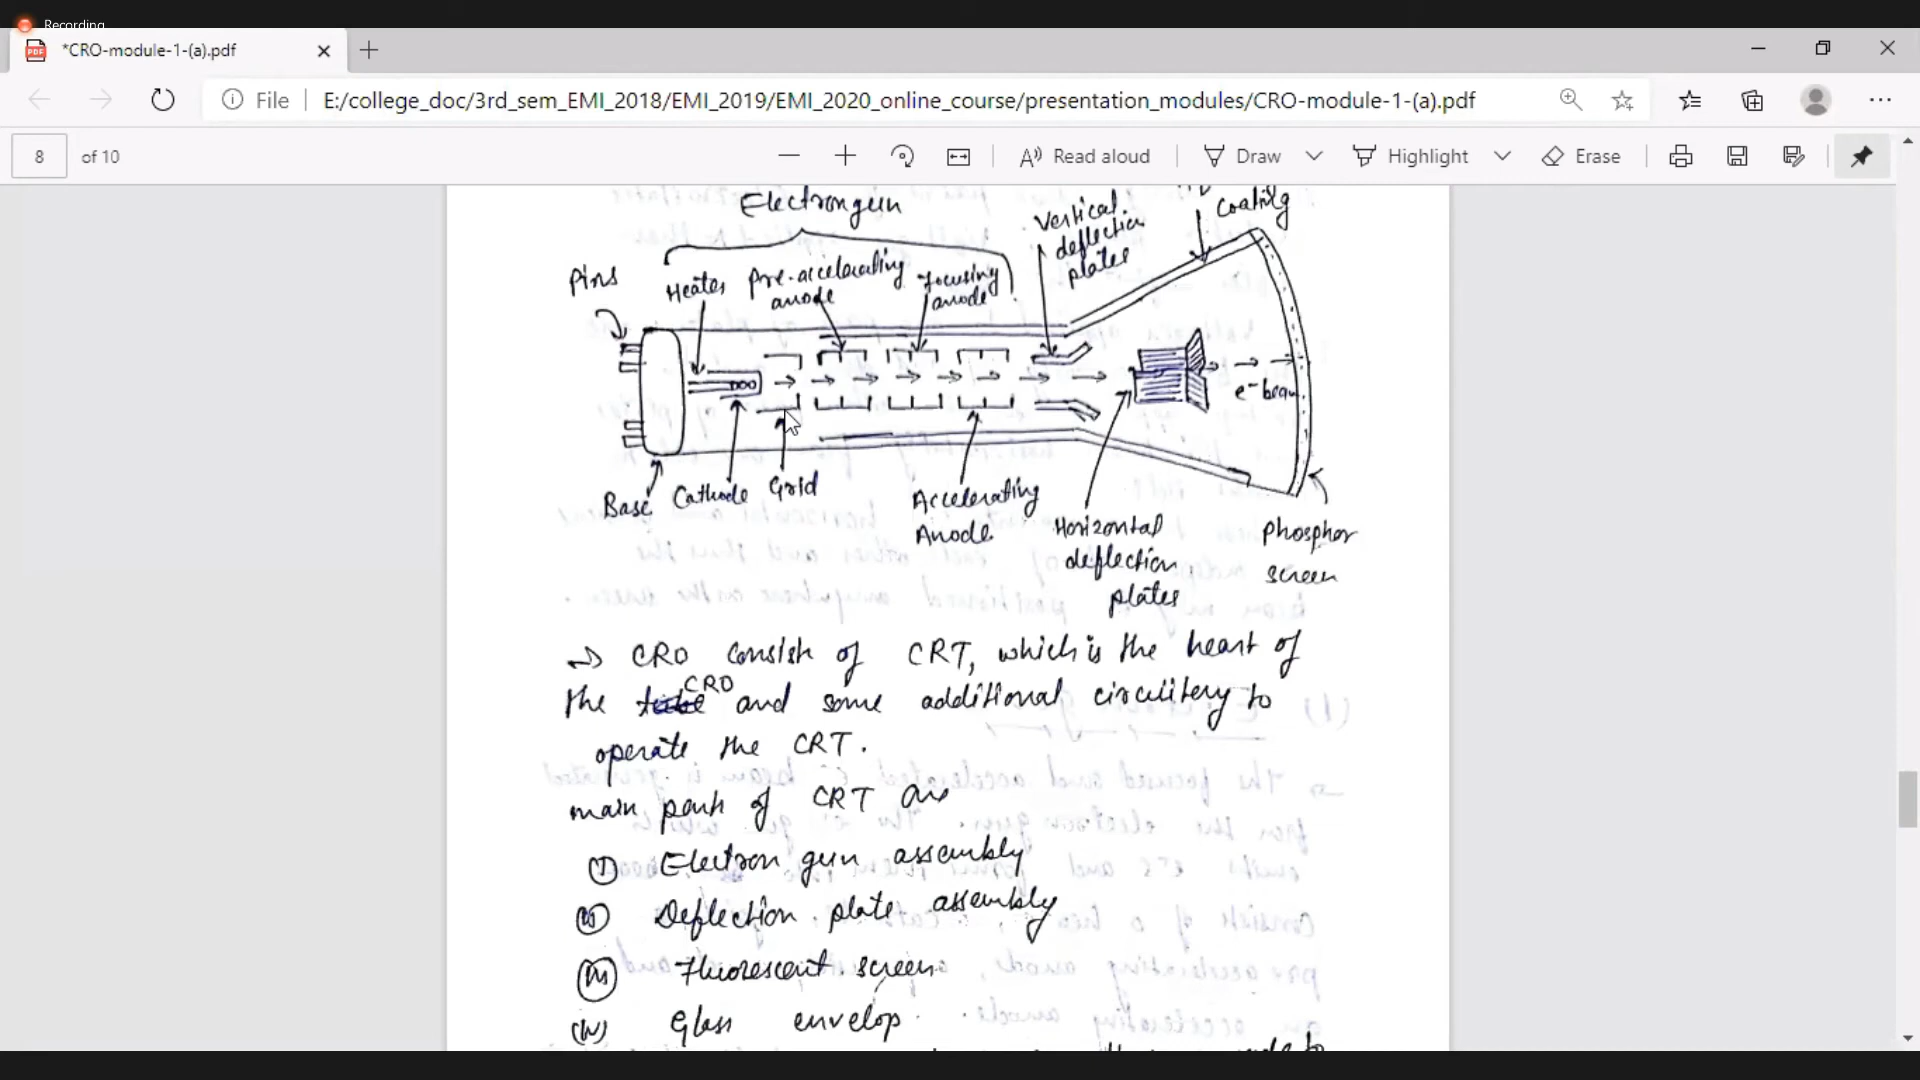 Recording
*CRO-module-1-(a).pdf
File
E:/college_doc/3rd_sem_EMI_2018/EMI_2019/EMI_2020_online_course/presentation_modules/CRO-module-1-(a).pdf
8 of 10
Read aloud
Draw
Highlight
Erase
Electron gun
Vertical
deflection
plates
Coating
Pins
Heater
Pre-accelerating
anode
focusing
anode
e- beam
Base
Cathode
Grid
Accelerating
Anode
Horizontal
deflection
plates
Phosphor
screen
→ CRO consist of CRT, which is the heart of
the CRO and some additional circuitery to
operate the CRT.
main part of CRT are
(I) Electron gun assembly
(II) Deflection plate assembly
(III) Fluorescent screen
(IV) Glass envelop.